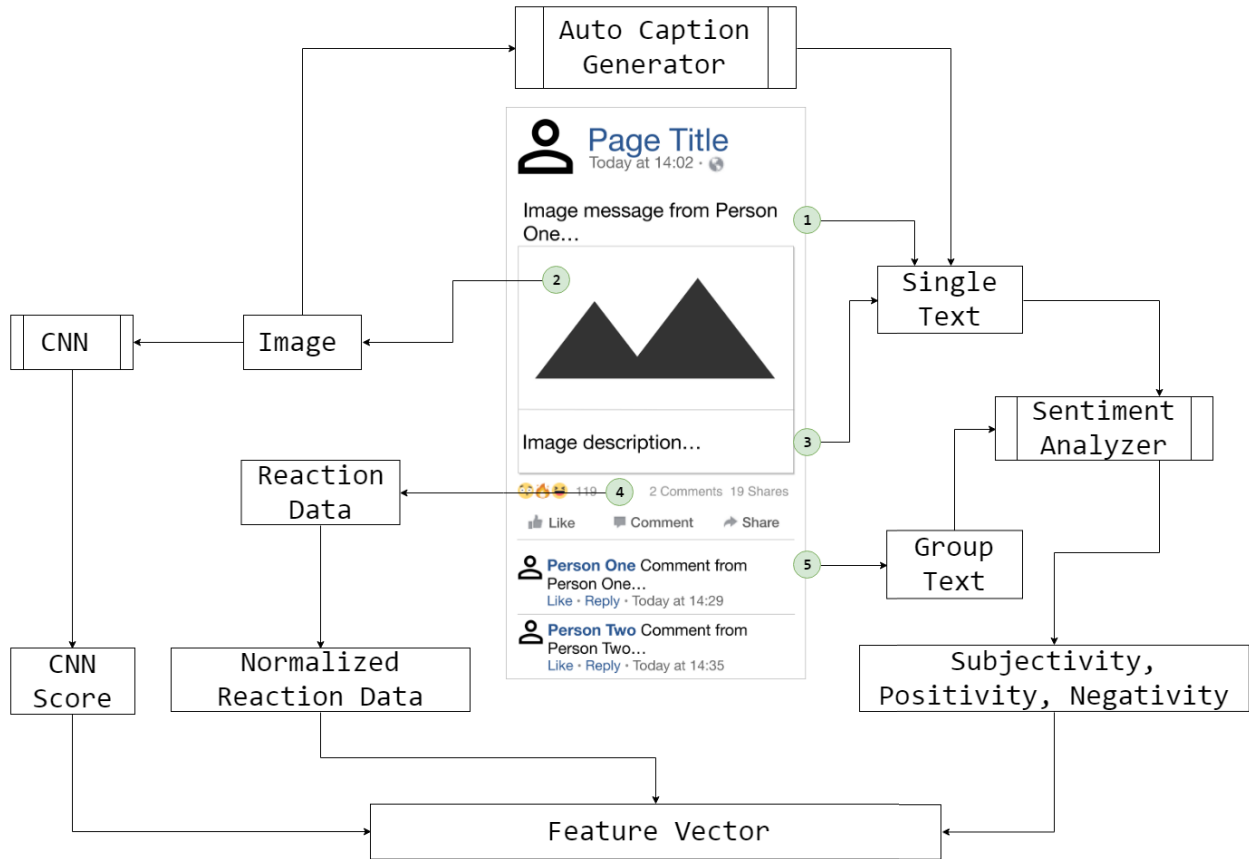 Auto Caption
Generator
Page Title
Today at 14:02 ·
Image message from Person
One…
1
2
Single
Text
CNN
Image
Image description…
3
Sentiment
Analyzer
Reaction
Data
119
4
2 Comments 19 Shares
Like Comment Share
Group
Text
5
Person One Comment from
Person One…
Like · Reply · Today at 14:29
Person Two Comment from
Person Two…
Like · Reply · Today at 14:35
CNN
Score
Normalized
Reaction Data
Subjectivity,
Positivity, Negativity
Feature Vector